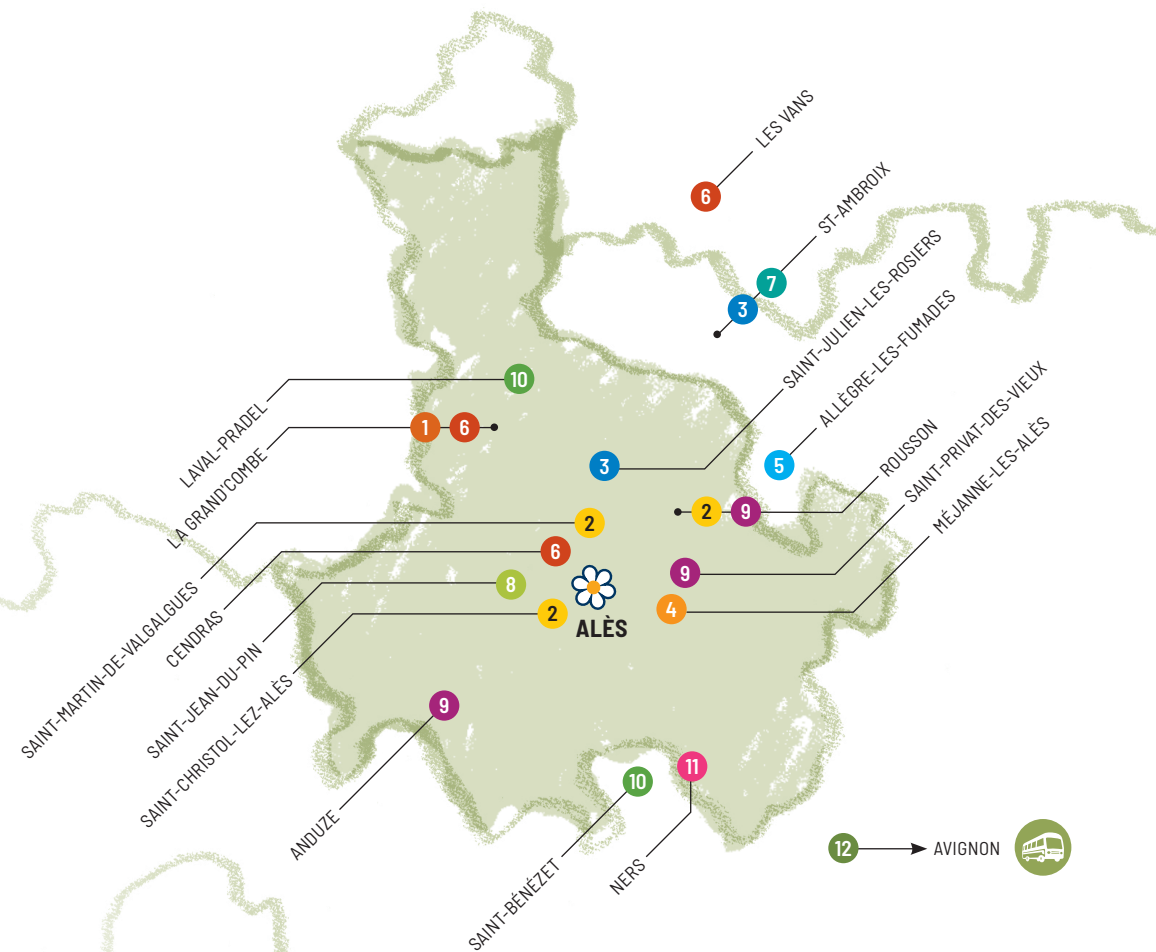 LES VANS
6
ST-AMBROIX
7
3
SAINT-JULIEN-LES-ROSIERS
3
ALLÈGRE-LES-FUMADES
5
LAVAL-PRADEL
10
LA GRAND'COMBE
1 6
ROUSSON
2 9
SAINT-PRIVAT-DES-VIEUX
9
MÉJANNE-LES-ALÈS
4
SAINT-MARTIN-DE-VALGALGUES
2
CENDRAS
6
SAINT-JEAN-DU-PIN
8
SAINT-CHRISTOL-LEZ-ALÈS
2
ALÈS
ANDUZE
9
SAINT-BÉNÉZET
10
NERS
11
12 AVIGNON